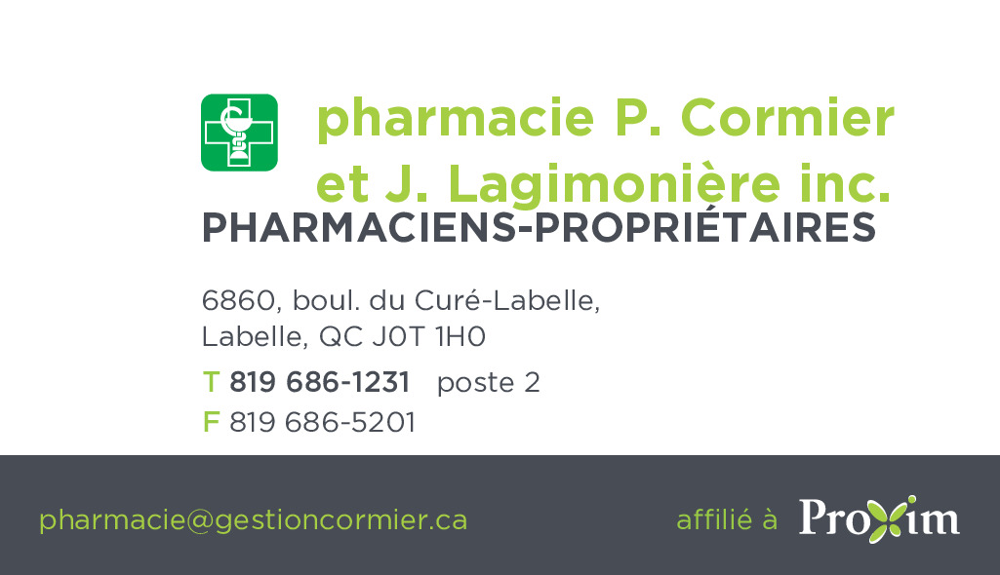 pharmacie P. Cormier
et J. Lagimonière inc.
PHARMACIENS-PROPRIÉTAIRES
6860, boul. du Curé-Labelle,
Labelle, QC J0T 1H0
T 819 686-1231 poste 2
F 819 686-5201
pharmacie@gestioncormier.ca
affilié à Proxim